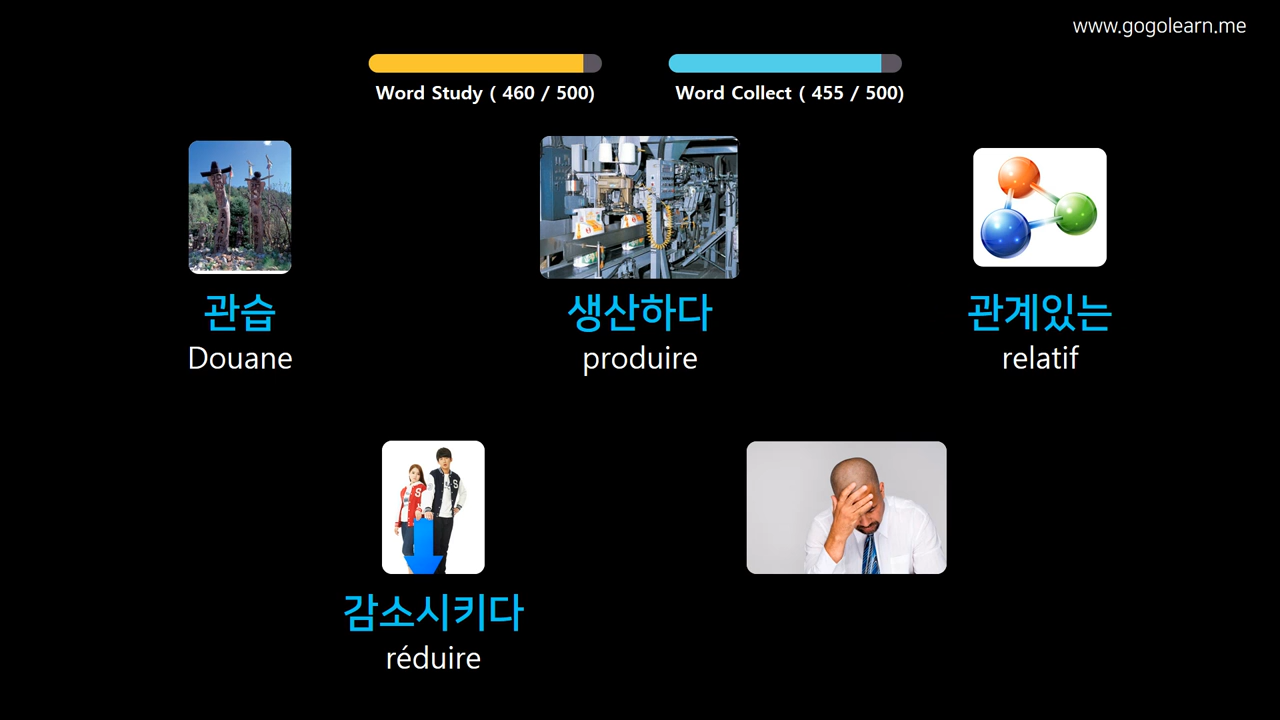 www.gogolearn.me
Word Study ( 460 / 500)
Word Collect ( 455 / 500)
관습
Douane
생산하다
produire
관계있는
relatif
감소시키다
réduire